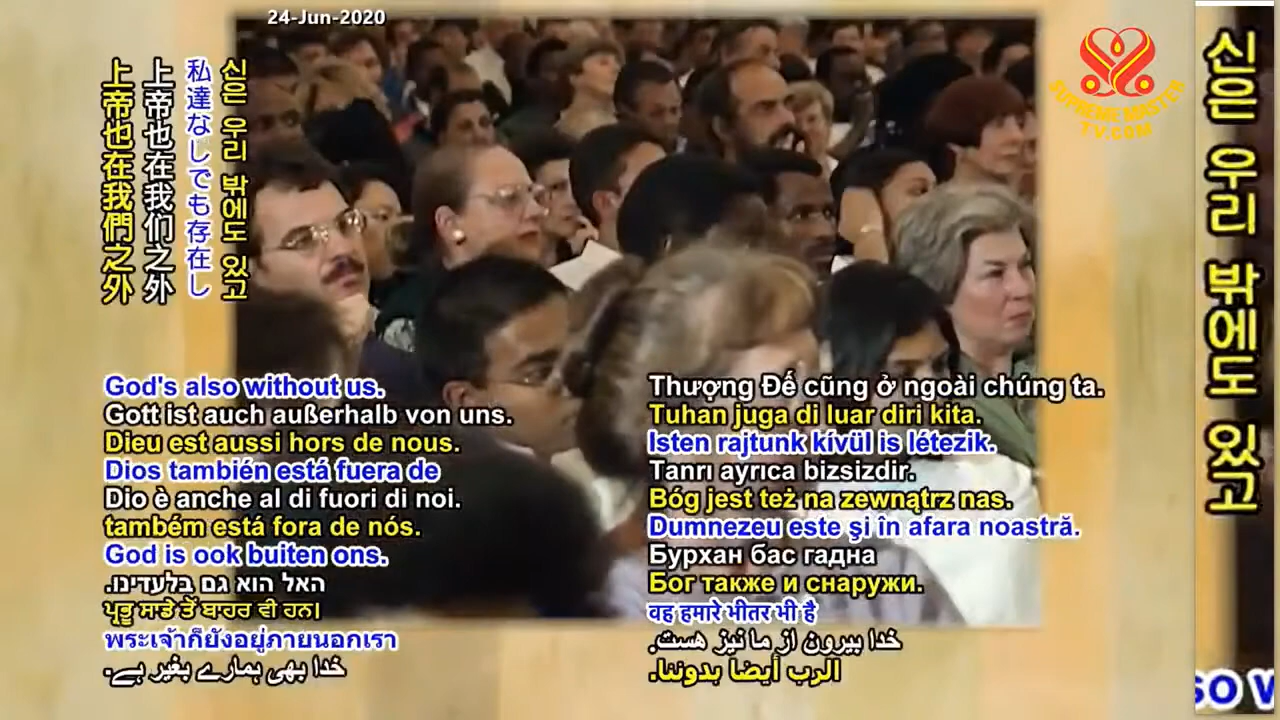 24-Jun-2020
SUPREME MASTER
TV.COM
신은 우리 밖에도 있고
私達なしでも存在し
上帝也在我们之外
上帝也在我們之外
God's also without us.
Gott ist auch außerhalb von uns.
Dieu est aussi hors de nous.
Dios también está fuera de
Dio è anche al di fuori di noi.
também está fora de nós.
God is ook buiten ons.
האל הוא גם בלעדינו.
ਪ੍ਰਭੂ ਸਾਡੇ ਤੋਂ ਬਾਹਰ ਵੀ ਹਨ।
พระเจ้าก็ยังอยู่ภายนอกเรา
خدا بھی ہمارے بغیر ہے.
Thượng Đế cũng ở ngoài chúng ta.
Tuhan juga di luar diri kita.
Isten rajtunk kívül is létezik.
Tanrı ayrıca bizsizdir.
Bóg jest też na zewnątrz nas.
Dumnezeu este şi în afara noastră.
Бурхан бас гадна
Бог также и снаружи.
वह हमारे भीतर भी है
خدا بیرون از ما نیز هست.
الرب أيضا بدوننا.
신은 우리 밖에도 있고